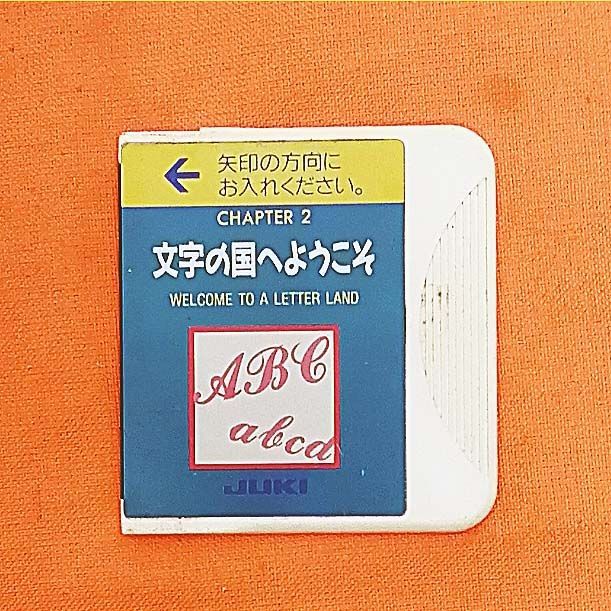 矢印の方向に
お入れください。
CHAPTER 2
文字の国へようこそ
WELCOME TO A LETTER LAND
ABC
abcd
JUKI